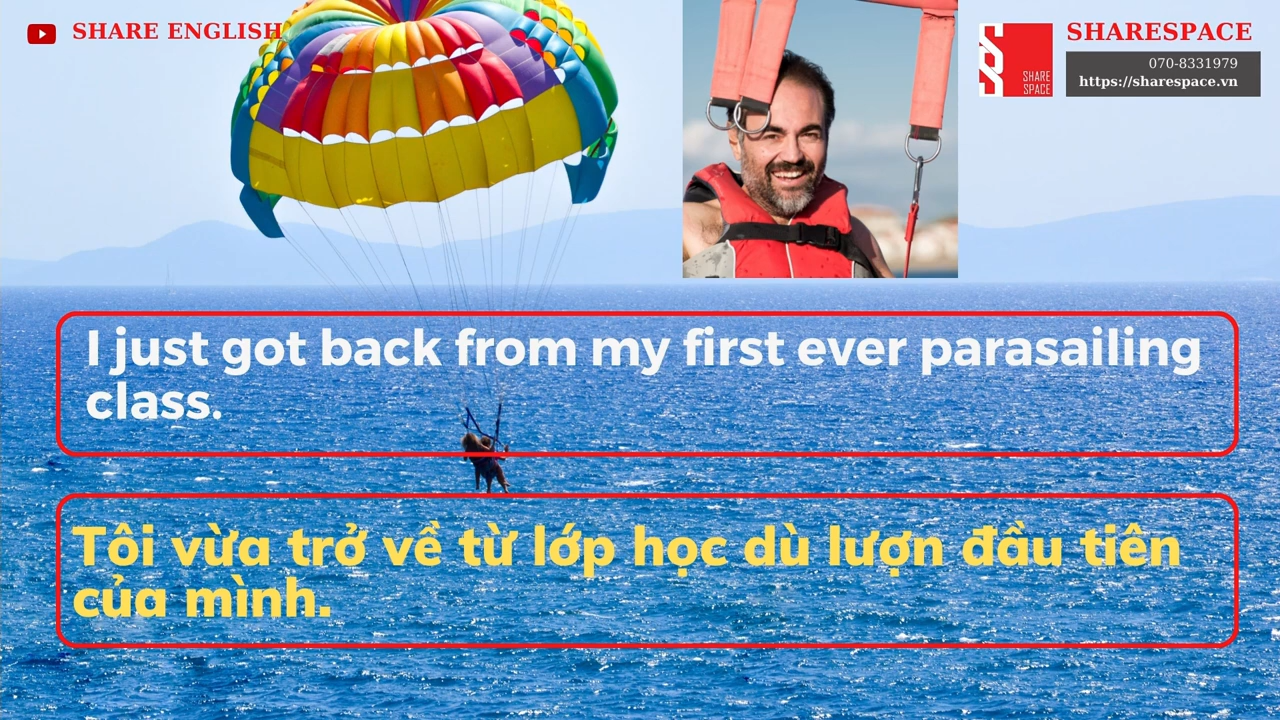 SHARE ENGLISH
SHARESPACE
070-8331979
https://sharespace.vn
SHARE
SPACE
I just got back from my first ever parasailing
class.
Tôi vừa trở về từ lớp học dù lượn đầu tiên
của mình.